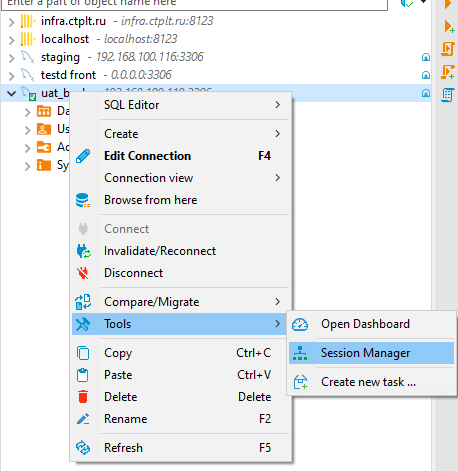 Enter a part of object name here
infra.ctplt.ru - infra.ctplt.ru:8123
localhost - localhost:8123
staging - 192.168.100.116:3306
testd front - 0.0.0.0:3306
SQL Editor
Create
Edit Connection F4
Connection view
Browse from here
Connect
Invalidate/Reconnect
Disconnect
Compare/Migrate
Tools
Open Dashboard
Session Manager
Create new task ...
Copy Ctrl+C
Paste Ctrl+V
Delete Delete
Rename F2
Refresh F5